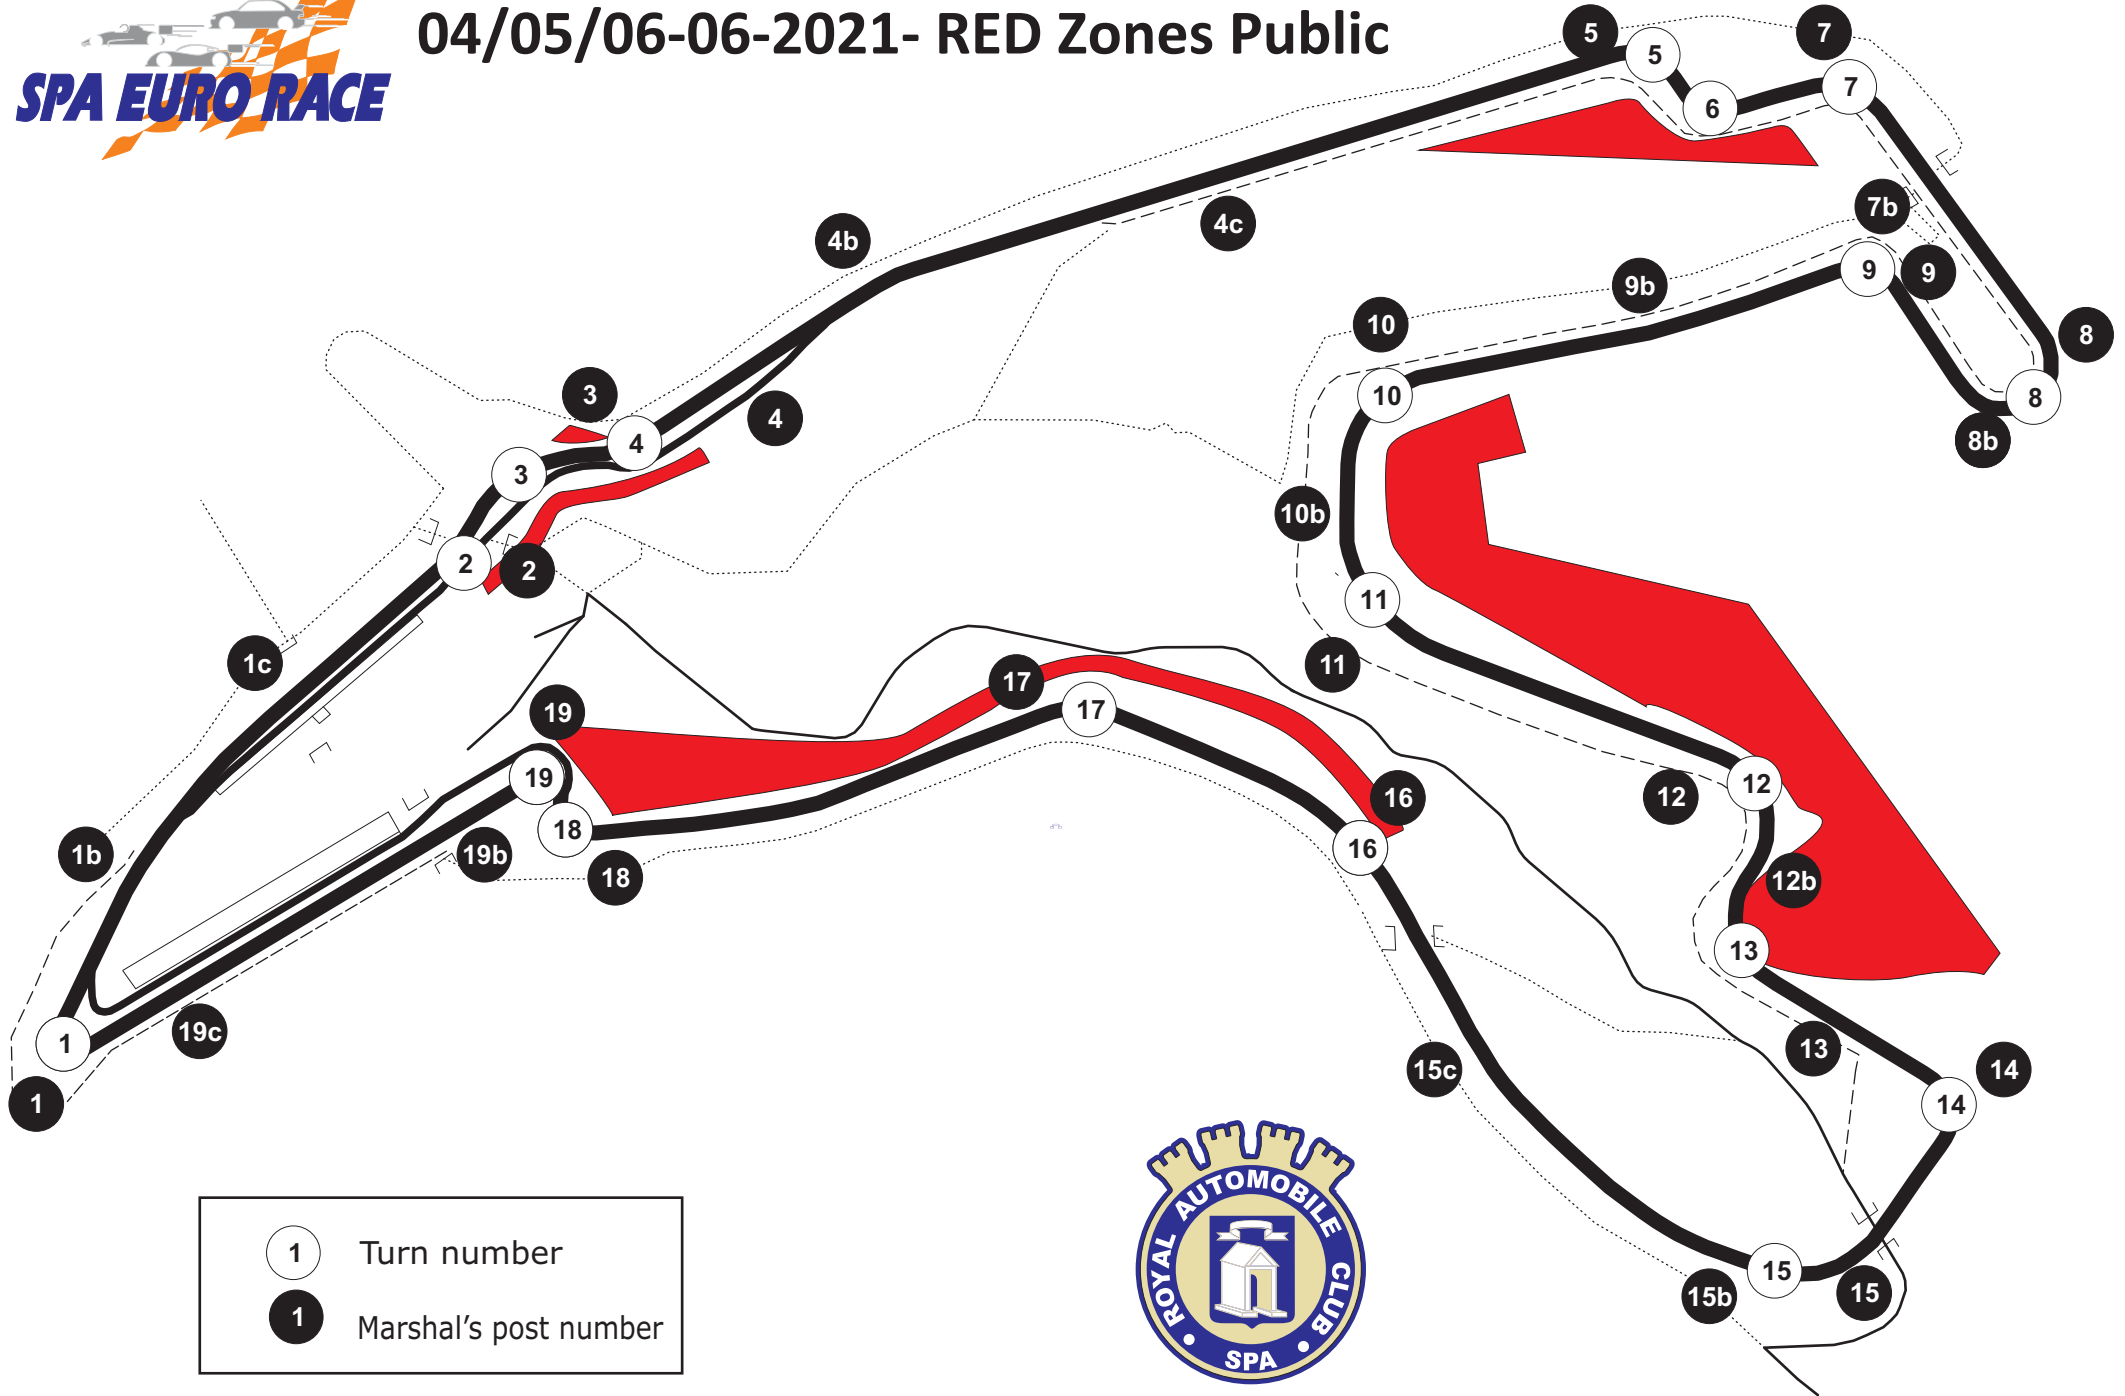 04/05/06-06-2021- RED Zones Public
SPA EURO RACE
5
7
5
7
6
7b
4c
4b
9
9
9b
10
8
3
10
8
4
4
8b
3
10b
2
2
11
1c
11
17
17
19
19
12
12
16
18
16
1b
19b
18
12b
13
19c
1
13
15c
14
1
14
15
15
15b
1 Turn number
1 Marshal's post number
ROYAL AUTOMOBILE CLUB
SPA